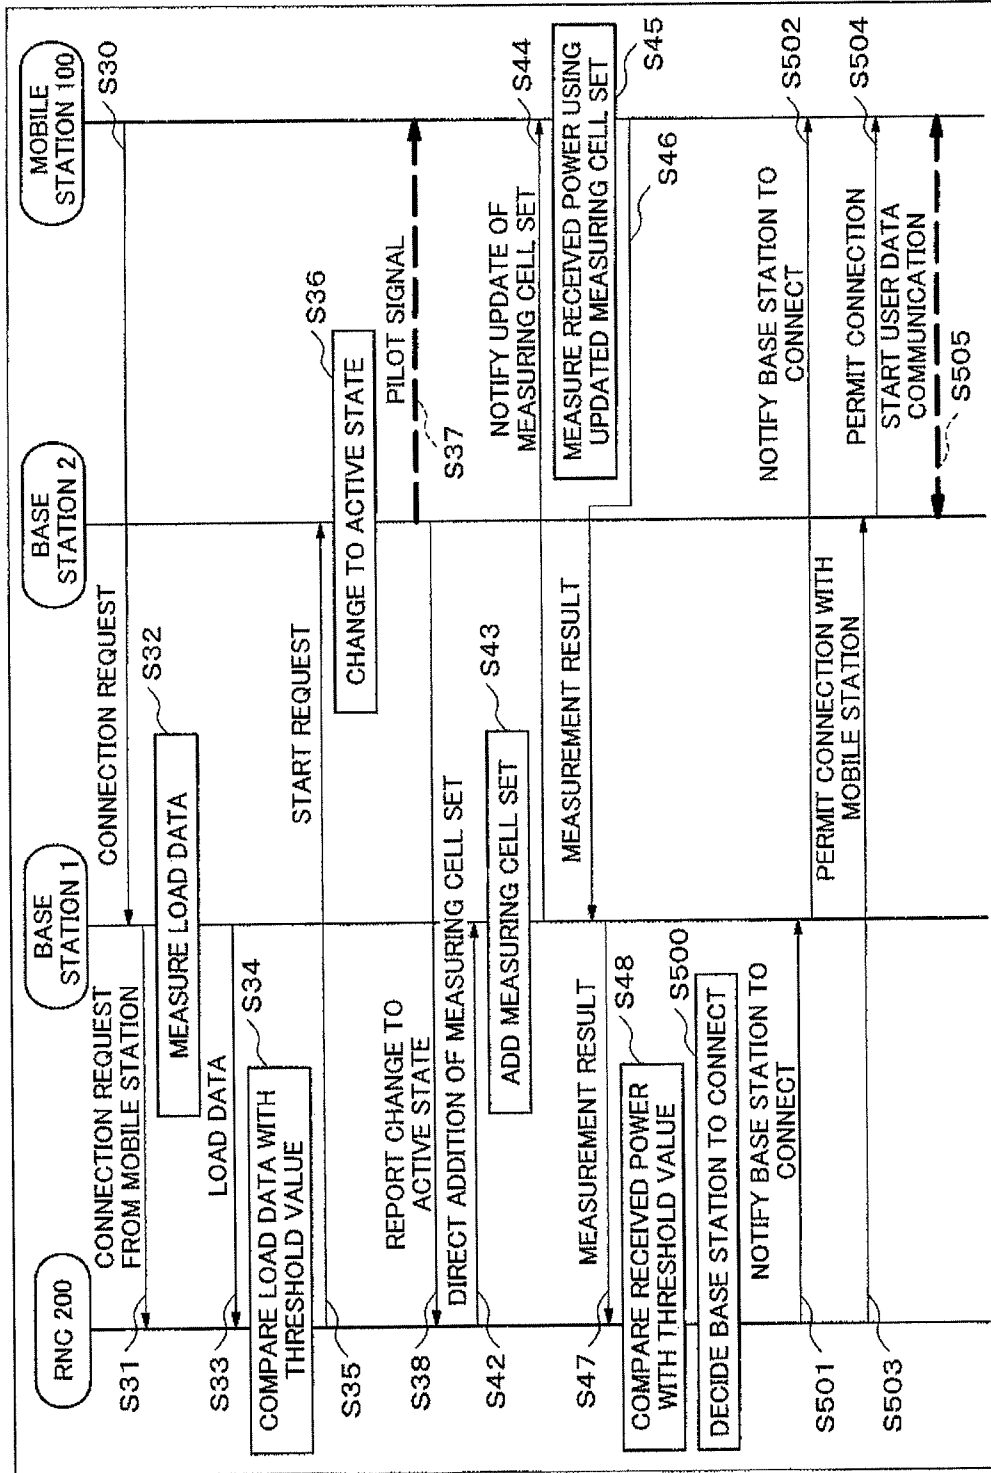 RNC 200
BASE
STATION 1
BASE
STATION 2
MOBILE
STATION 100
CONNECTION REQUEST
S30
CONNECTION REQUEST
FROM MOBILE STATION
S31
MEASURE LOAD DATA
S32
LOAD DATA
S33
COMPARE LOAD DATA WITH
THRESHOLD VALUE
S34
START REQUEST
S35
CHANGE TO ACTIVE STATE
S36
PILOT SIGNAL
S37
REPORT CHANGE TO
ACTIVE STATE
S38
DIRECT ADDITION OF MEASURING CELL SET
S42
ADD MEASURING CELL SET
S43
NOTIFY UPDATE OF
MEASURING CELL SET
S44
MEASURE RECEIVED POWER USING
UPDATED MEASURING CELL SET
S45
MEASUREMENT RESULT
S46
MEASUREMENT RESULT
S47
COMPARE RECEIVED POWER
WITH THRESHOLD VALUE
S48
DECIDE BASE STATION TO CONNECT
S500
NOTIFY BASE STATION TO
CONNECT
S501
NOTIFY BASE STATION TO
CONNECT
S502
PERMIT CONNECTION WITH
MOBILE STATION
S503
PERMIT CONNECTION
S504
START USER DATA
COMMUNICATION
S505